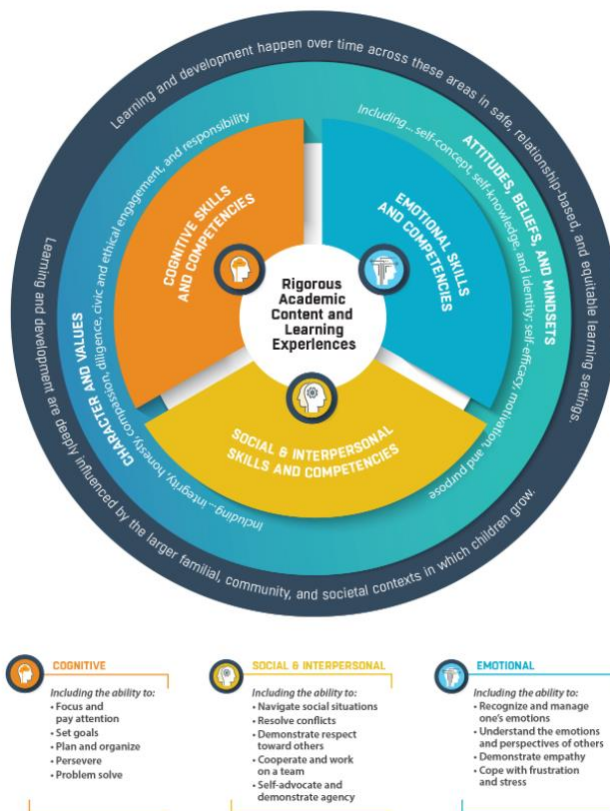 Learning and development happen over time across these areas in safe, relationship-based, and equitable learning settings.
Including... self-concept, self-knowledge, and identity; self-efficacy, motivation, and purpose
ATTITUDES, BELIEFS, AND MINDSETS
CHARACTER AND VALUES
Including—integrity, honesty, compassion, diligence, civic and ethical engagement, and responsibility
COGNITIVE SKILLS
AND COMPETENCIES
EMOTIONAL SKILLS
AND COMPETENCIES
Rigorous
Academic
Content and
Learning
Experiences
SOCIAL & INTERPERSONAL
SKILLS AND COMPETENCIES
Learning and development are deeply influenced by the larger familial, community, and societal contexts in which children grow.
COGNITIVE
Including the ability to:
• Focus and
pay attention
• Set goals
• Plan and organize
• Persevere
• Problem solve
SOCIAL & INTERPERSONAL
Including the ability to:
• Navigate social situations
• Resolve conflicts
• Demonstrate respect
toward others
• Cooperate and work
on a team
• Self-advocate and
demonstrate agency
EMOTIONAL
Including the ability to:
• Recognize and manage
one's emotions
• Understand the emotions
and perspectives of others
• Demonstrate empathy
• Cope with frustration
and stress